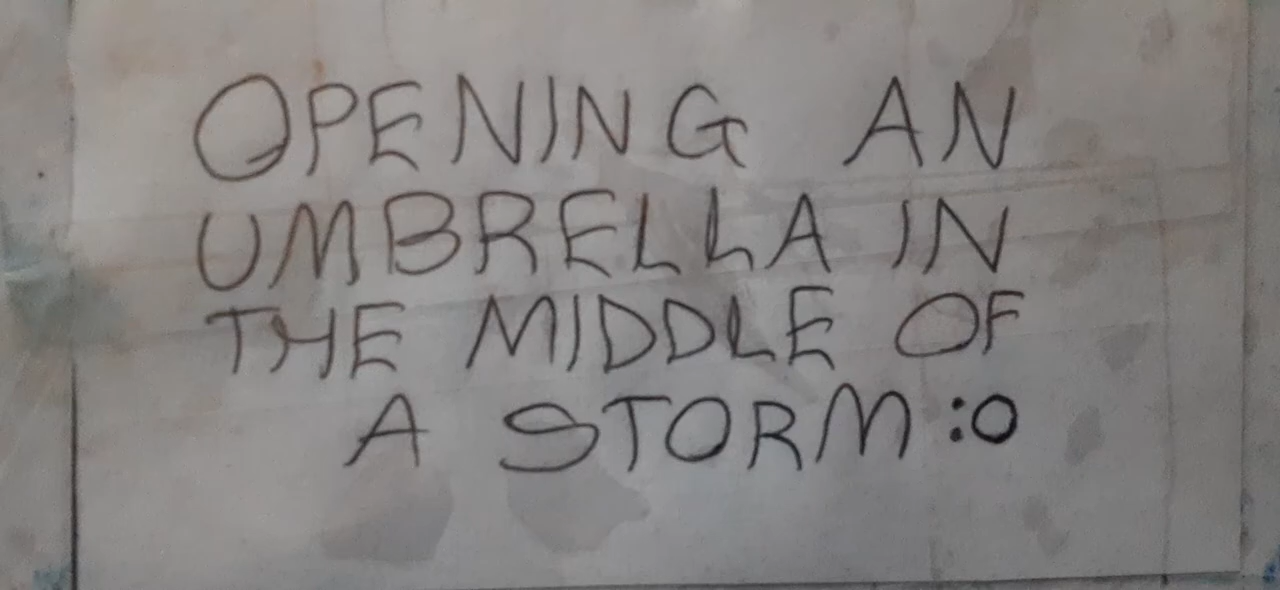 OPENING AN
UMBRELLA IN
THE MIDDLE OF
A STORM :O